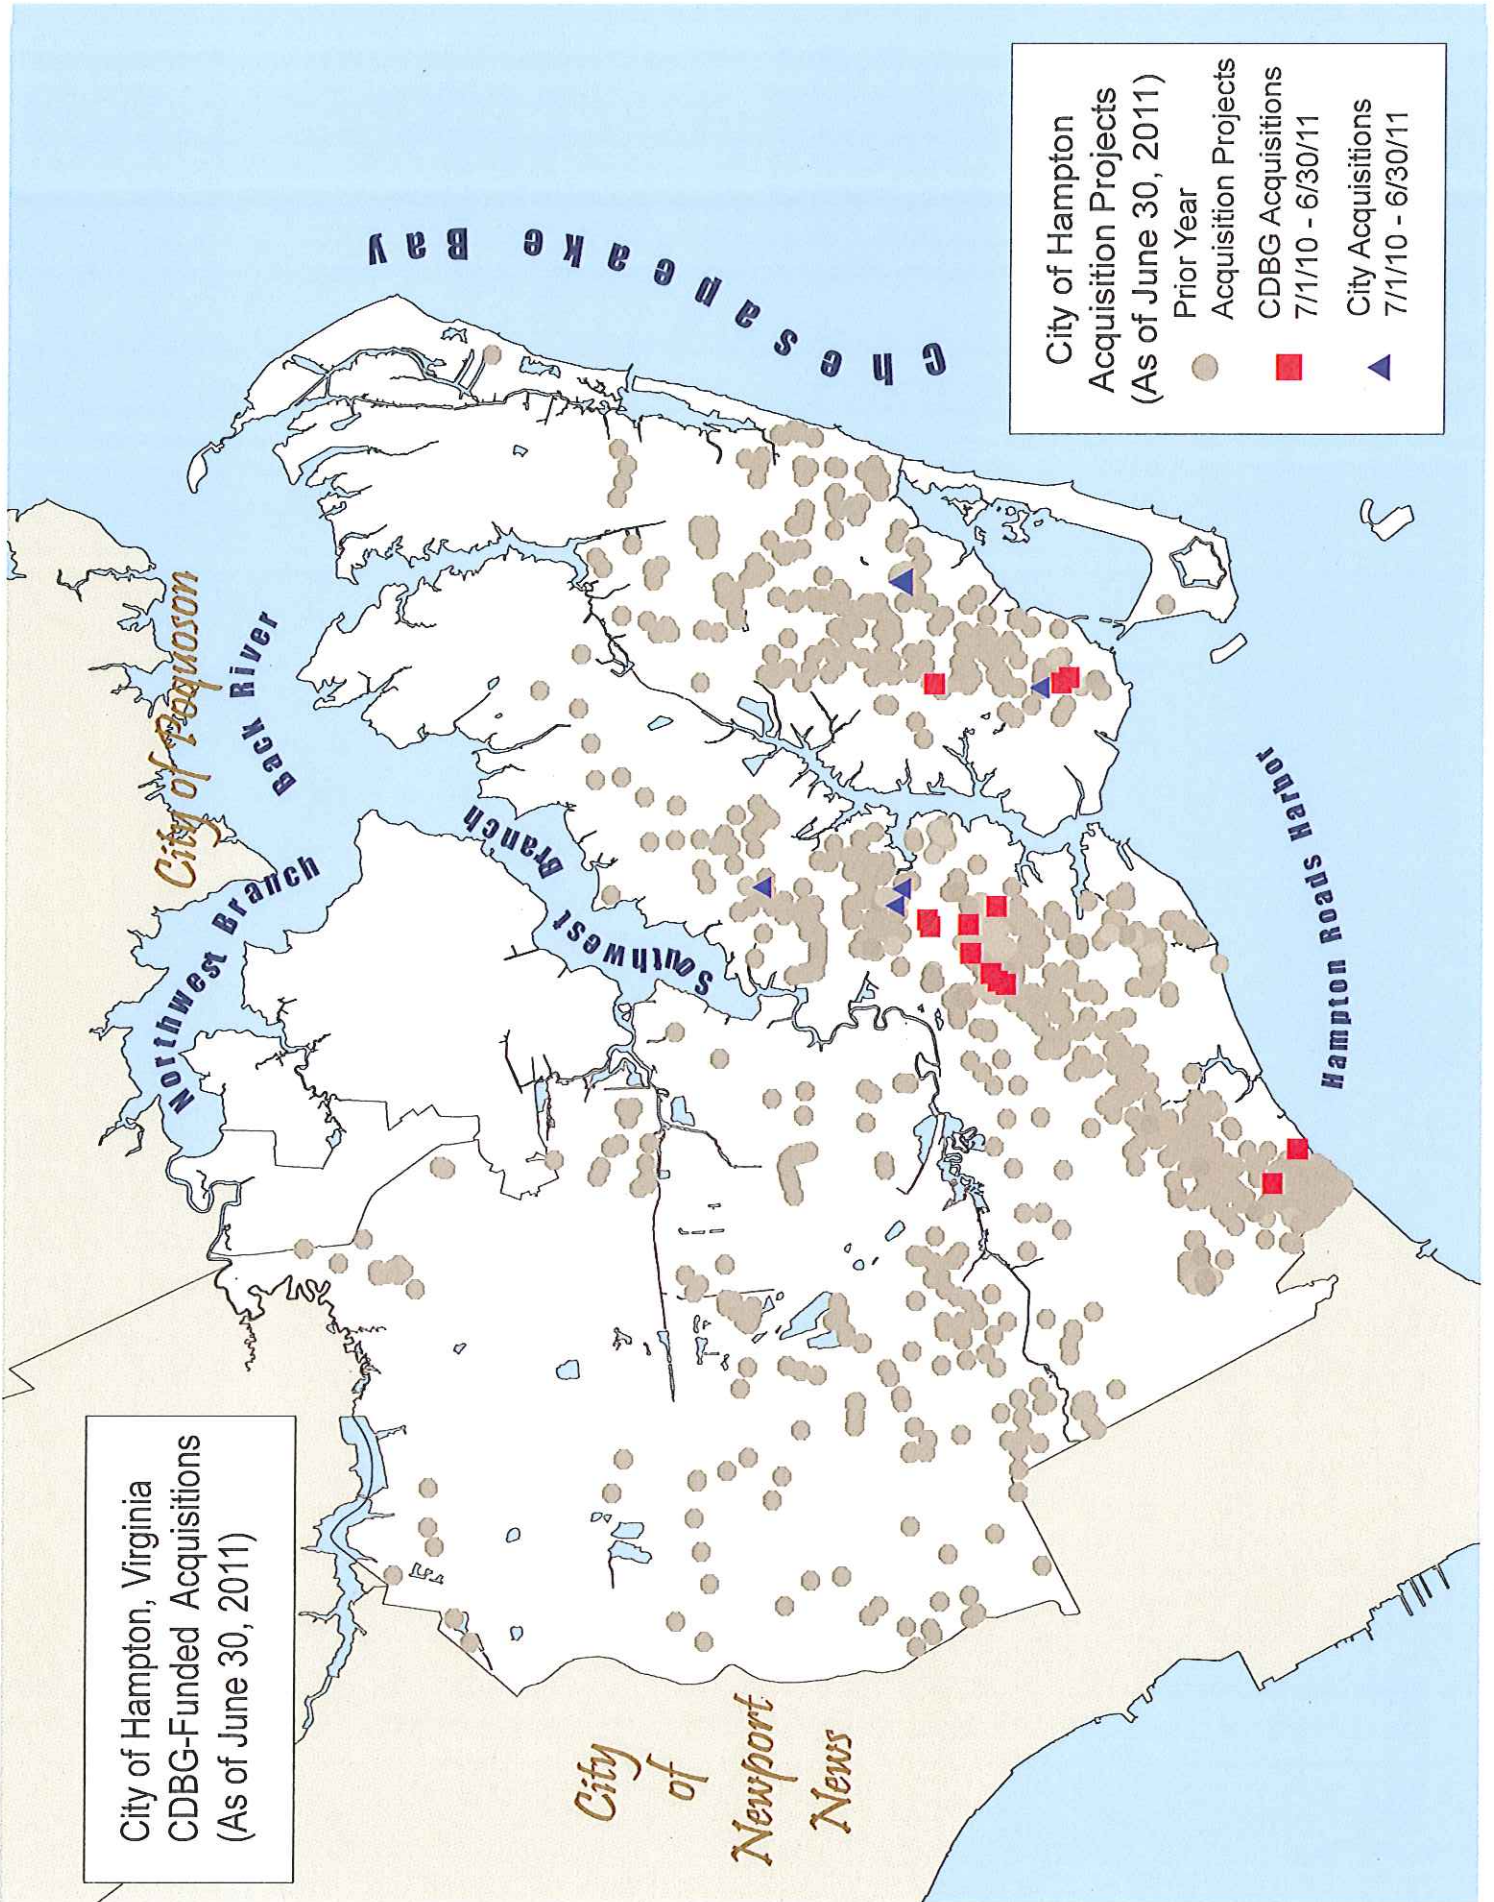 City of Hampton, Virginia
CDBG-Funded Acquisitions
(As of June 30, 2011)
City of Poquoson
Northwest Branch
Back River
Southwest Branch
Chesapeake Bay
City
of
Newport
News
Hampton Roads Harbor
City of Hampton
Acquisition Projects
(As of June 30, 2011)
Prior Year
Acquisition Projects
CDBG Acquisitions
7/1/10 - 6/30/11
City Acquisitions
7/1/10 - 6/30/11